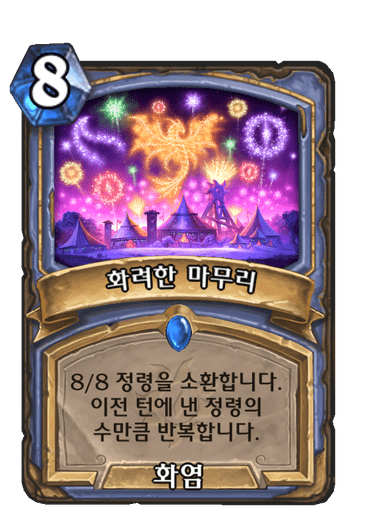 8
화려한 마무리
8/8 정령을 소환합니다.
이전 턴에 낸 정령의
수만큼 반복합니다.
화염